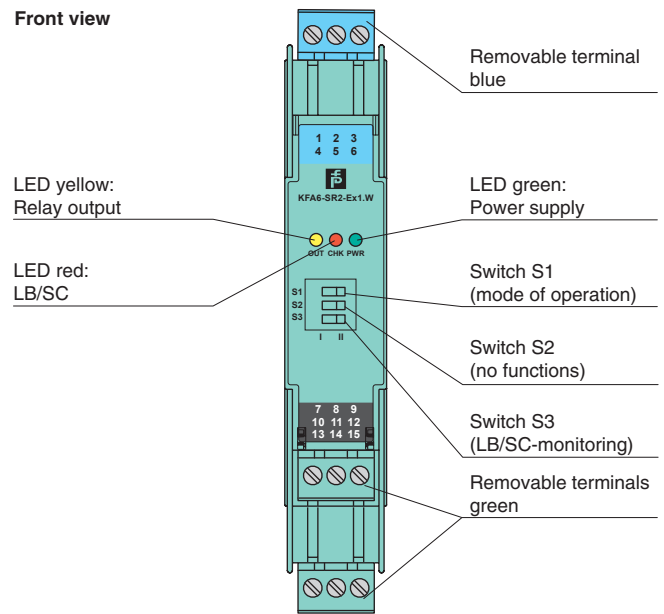 Front view
Removable terminal
blue
1 2 3
4 5 6
KFA6-SR2-Ex1.W
LED yellow:
Relay output
LED green:
Power supply
OUT CHK PWR
LED red:
LB/SC
S1
S2
S3
I II
Switch S1
(mode of operation)
Switch S2
(no functions)
Switch S3
(LB/SC-monitoring)
7 8 9
10 11 12
13 14 15
Removable terminals
green